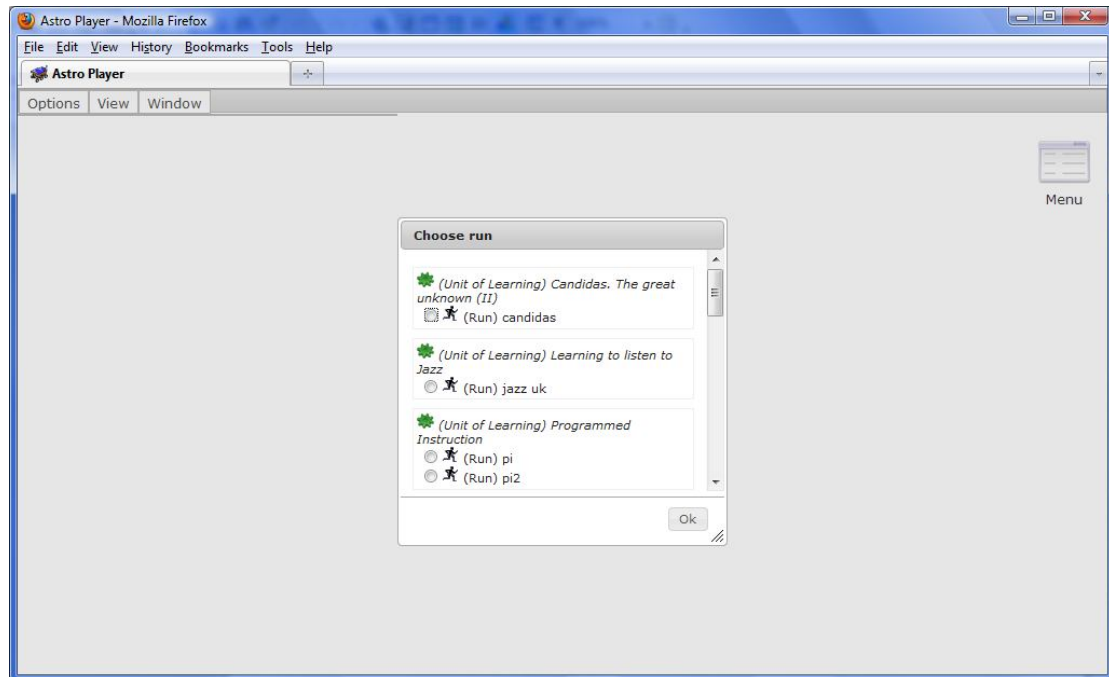 Astro Player - Mozilla Firefox
File Edit View History Bookmarks Tools Help
Astro Player
Options View Window
Menu
Choose run
(Unit of Learning) Candidas. The great
unknown (II)
(Run) candidas
(Unit of Learning) Learning to listen to
Jazz
(Run) jazz uk
(Unit of Learning) Programmed
Instruction
(Run) pi
(Run) pi2
Ok